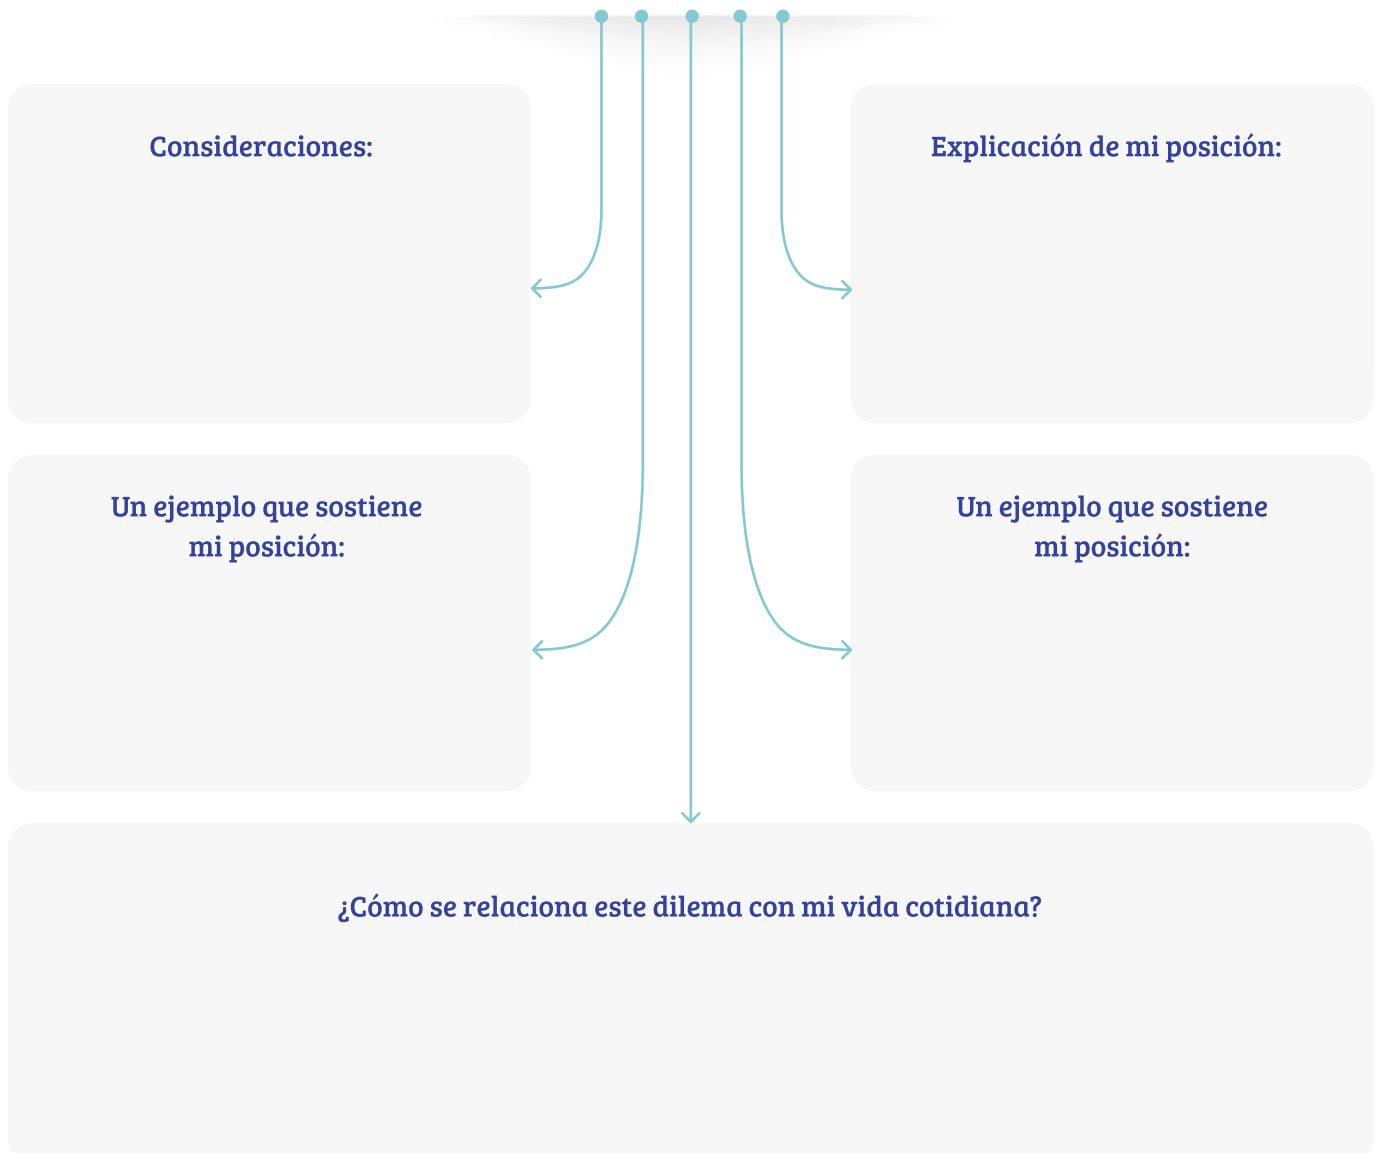 Consideraciones:
Explicación de mi posición:
Un ejemplo que sostiene
mi posición:
Un ejemplo que sostiene
mi posición:
¿Cómo se relaciona este dilema con mi vida cotidiana?